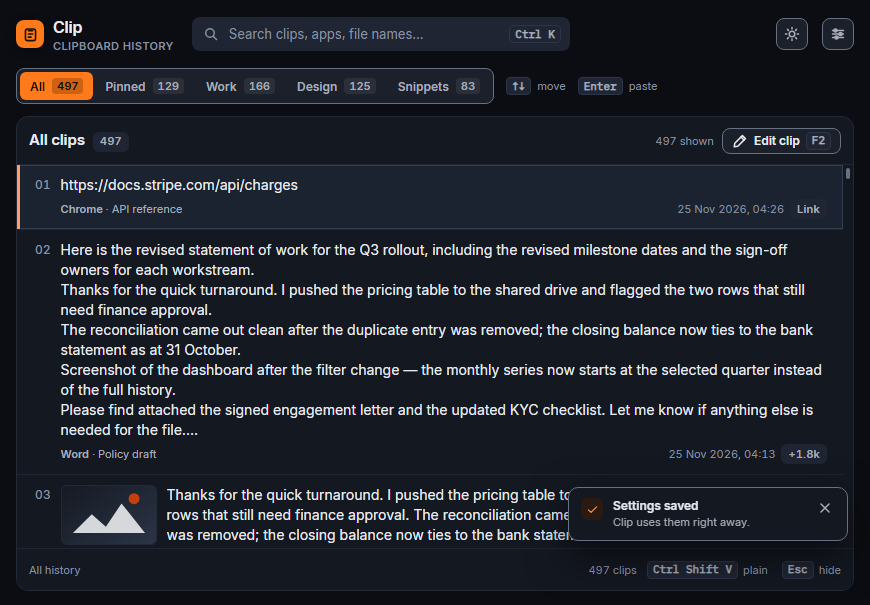 Clip
CLIPBOARD HISTORY
Search clips, apps, file names...
Ctrl K
All 497 Pinned 129 Work 166 Design 125 Snippets 83 ↑↓ move Enter paste
All clips 497
497 shown Edit clip F2
01 https://docs.stripe.com/api/charges
Chrome · API reference 25 Nov 2026, 04:26 Link
02 Here is the revised statement of work for the Q3 rollout, including the revised milestone dates and the sign-off
owners for each workstream.
Thanks for the quick turnaround. I pushed the pricing table to the shared drive and flagged the two rows that still
need finance approval.
The reconciliation came out clean after the duplicate entry was removed; the closing balance now ties to the bank
statement as at 31 October.
Screenshot of the dashboard after the filter change — the monthly series now starts at the selected quarter instead
of the full history.
Please find attached the signed engagement letter and the updated KYC checklist. Let me know if anything else is
needed for the file....
Word · Policy draft 25 Nov 2026, 04:13 +1.8k
03 Thanks for the quick turnaround. I pushed the pricing table to
rows that still need finance approval. The reconciliation came
was removed; the closing balance now ties to the bank
Settings saved
Clip uses them right away.
All history 497 clips Ctrl Shift V plain Esc hide